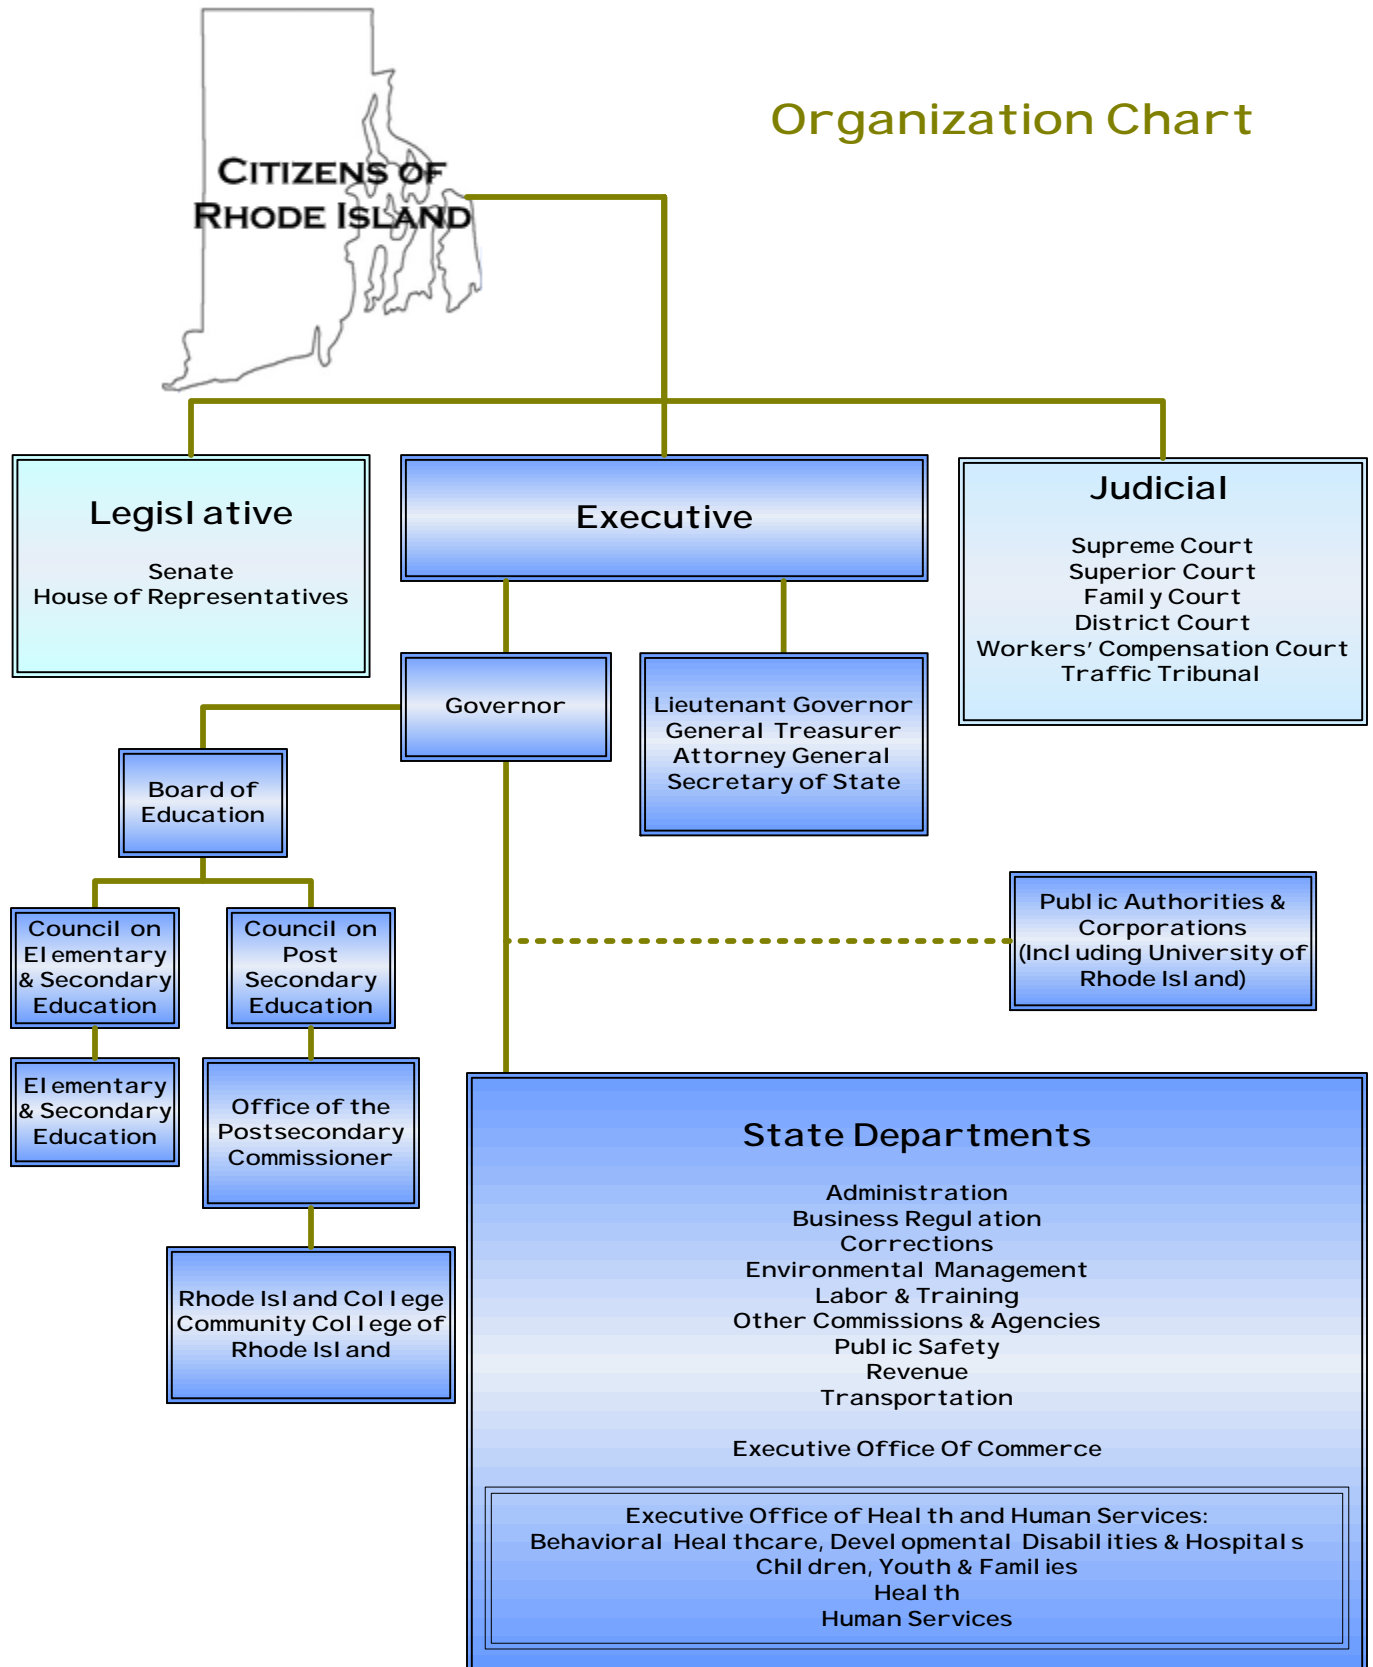 Organization Chart
CITIZENS OF
RHODE ISLAND
Legislative
Senate
House of Representatives
Executive
Judicial
Supreme Court
Superior Court
Family Court
District Court
Workers’ Compensation Court
Traffic Tribunal
Governor
Lieutenant Governor
General Treasurer
Attorney General
Secretary of State
Board of
Education
Council on
Elementary
& Secondary
Education
Council on
Post
Secondary
Education
Public Authorities &
Corporations
(Including University of
Rhode Island)
Elementary
& Secondary
Education
Office of the
Postsecondary
Commissioner
Rhode Island College
Community College of
Rhode Island
State Departments
Administration
Business Regulation
Corrections
Environmental Management
Labor & Training
Other Commissions & Agencies
Public Safety
Revenue
Transportation
Executive Office Of Commerce
Executive Office of Health and Human Services:
Behavioral Healthcare, Developmental Disabilities & Hospitals
Children, Youth & Families
Health
Human Services